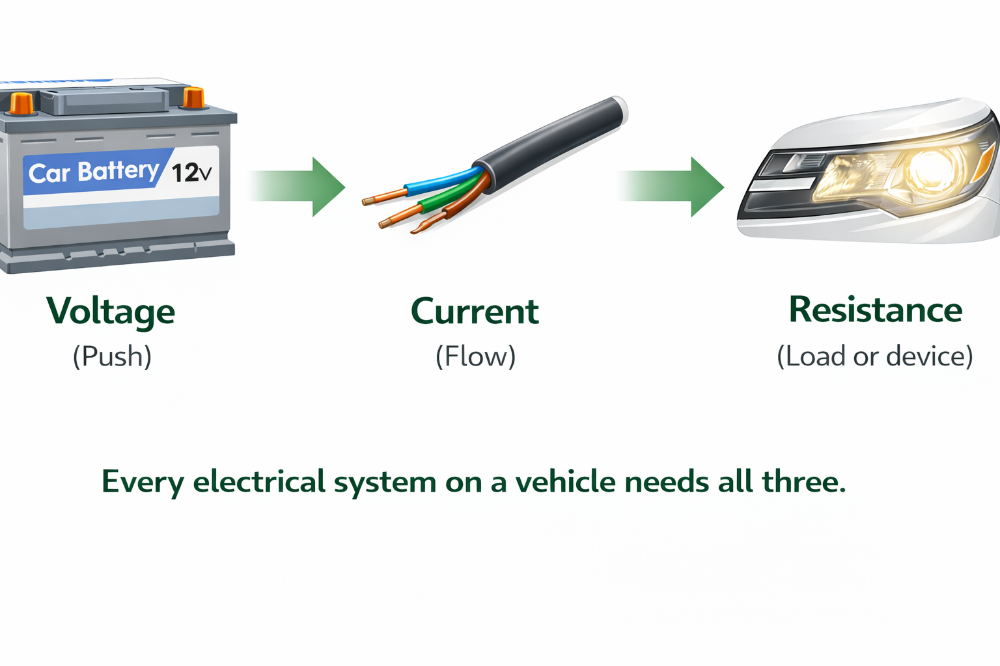 Car Battery 12V
Voltage
(Push)
Current
(Flow)
Resistance
(Load or device)
Every electrical system on a vehicle needs all three.